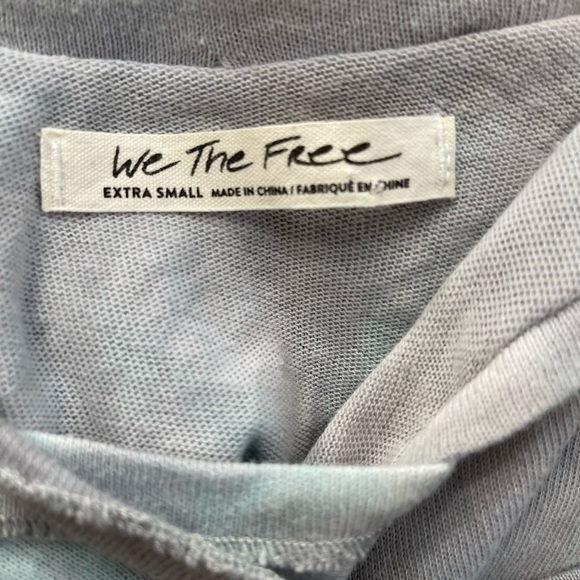 We The Free
EXTRA SMALL MADE IN CHINA / FABRIQUÉ EN CHINE